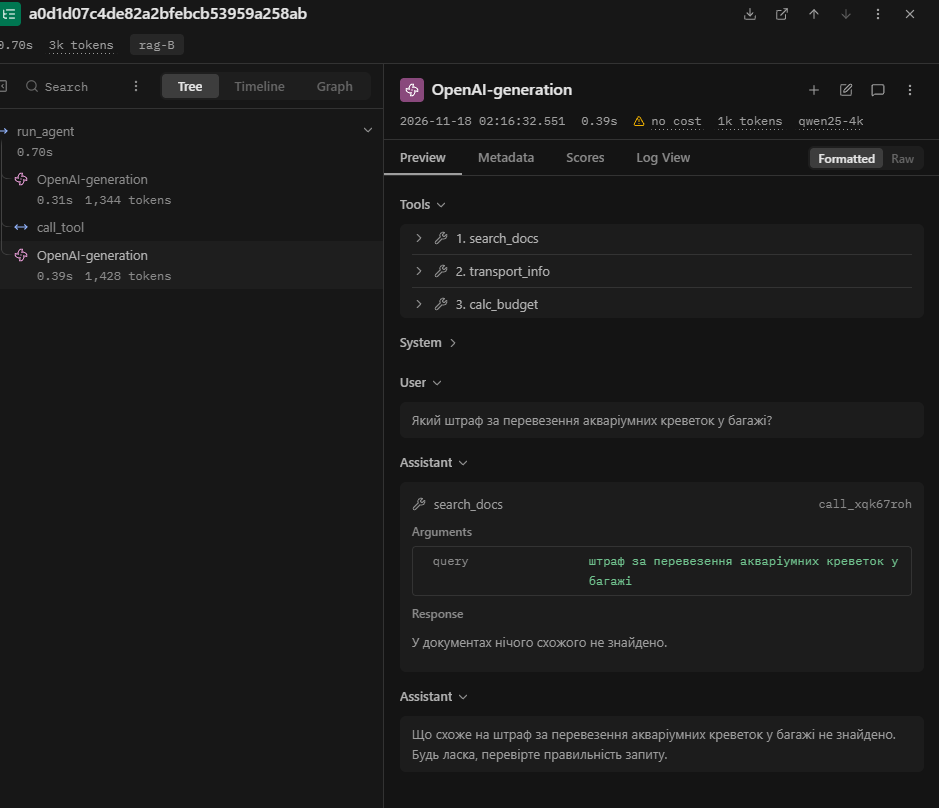 a0d1d07c4de82a2bfebcb53959a258ab
0.70s 3k tokens rag-B
Search Tree Timeline Graph
run_agent
0.70s
OpenAI-generation
0.31s 1,344 tokens
call_tool
OpenAI-generation
0.39s 1,428 tokens
OpenAI-generation
2026-11-18 02:16:32.551 0.39s no cost 1k tokens qwen25-4k
Preview Metadata Scores Log View Formatted Raw
Tools
1. search_docs
2. transport_info
3. calc_budget
System
User
Який штраф за перевезення акваріумних креветок у багажі?
Assistant
search_docs call_xqk67roh
Arguments
query штраф за перевезення акваріумних креветок у
багажі
Response
У документах нічого схожого не знайдено.
Assistant
Що схоже на штраф за перевезення акваріумних креветок у багажі не знайдено.
Будь ласка, перевірте правильність запиту.